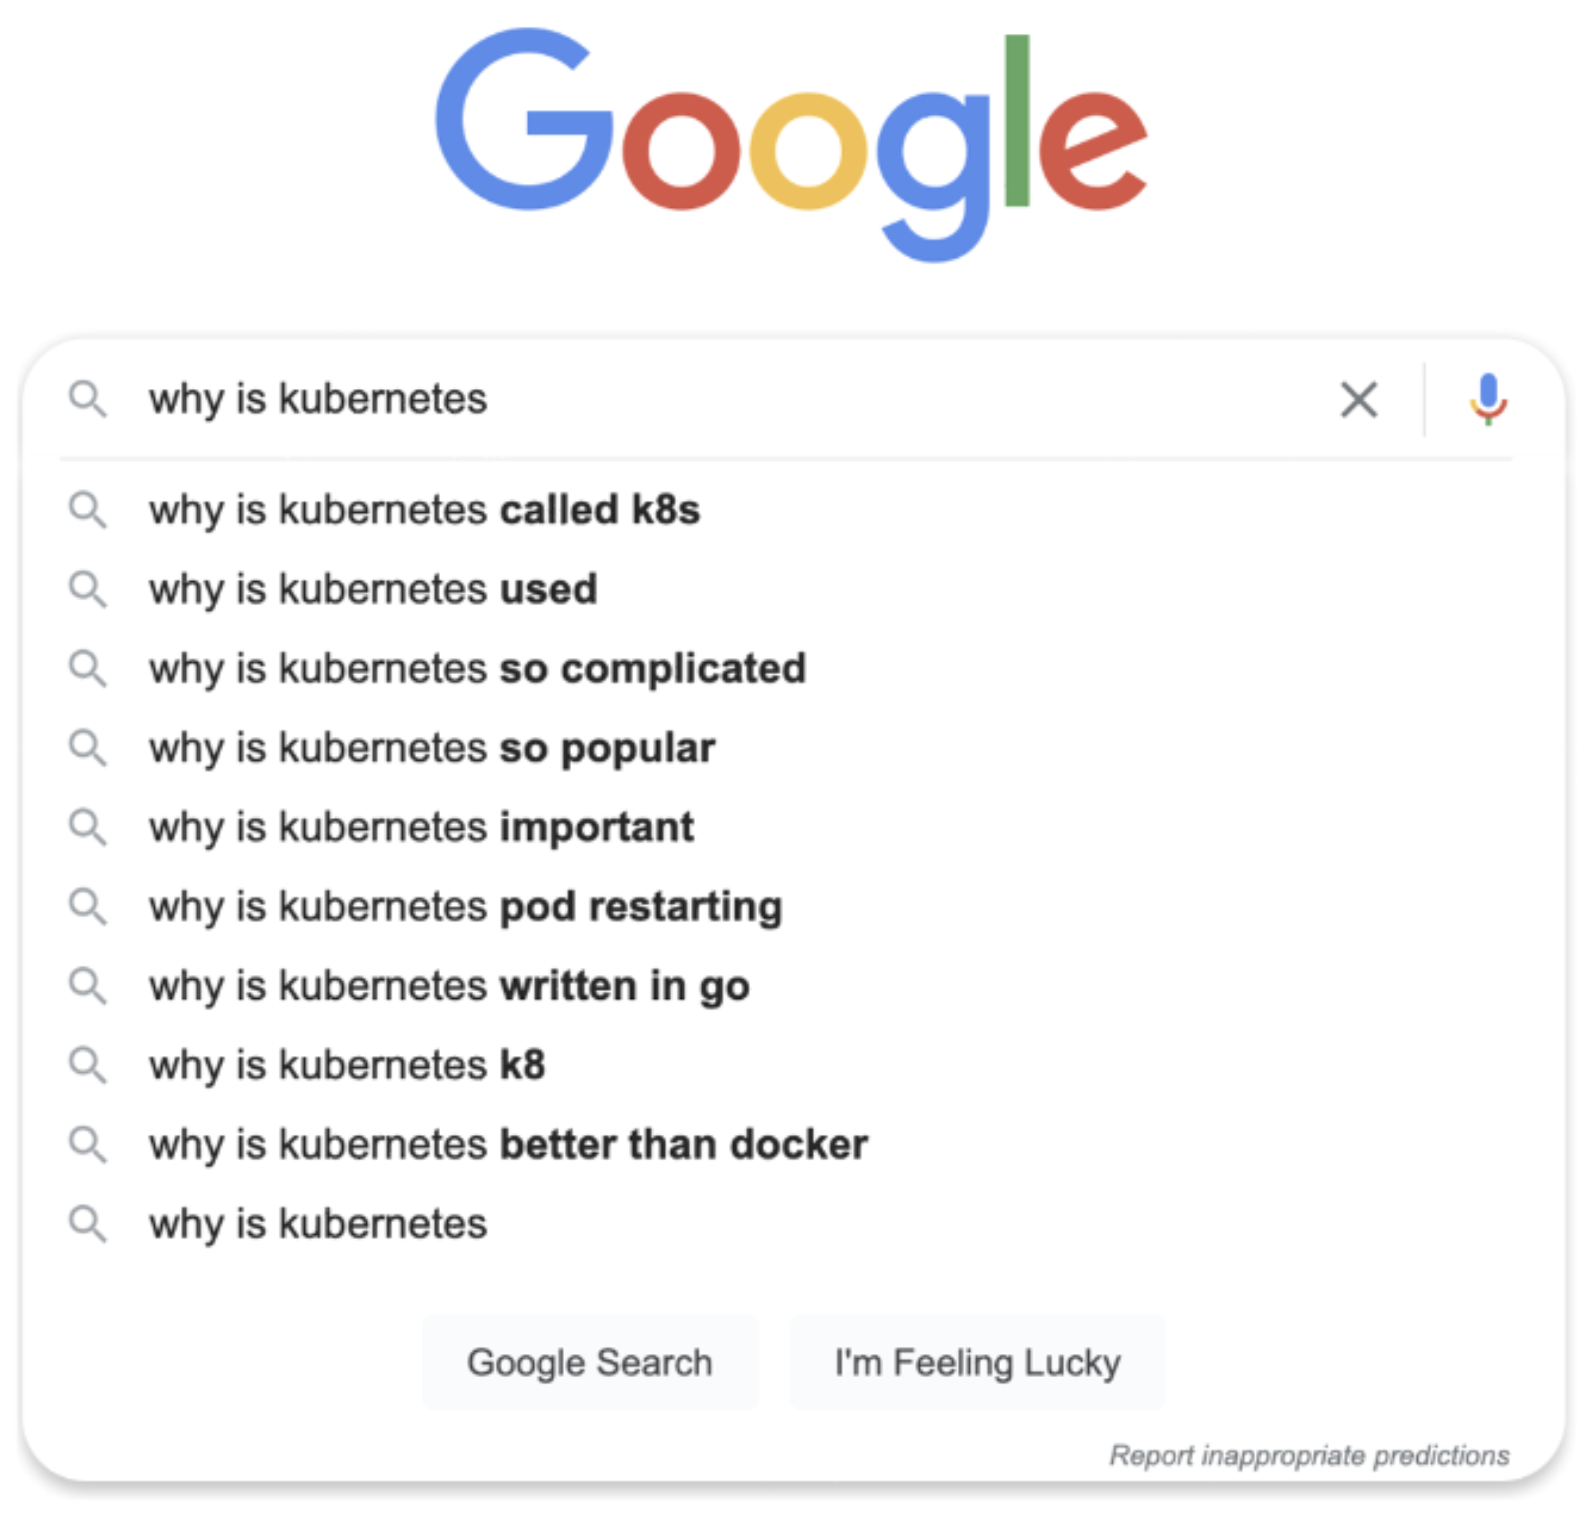 Google
why is kubernetes
why is kubernetes called k8s
why is kubernetes used
why is kubernetes so complicated
why is kubernetes so popular
why is kubernetes important
why is kubernetes pod restarting
why is kubernetes written in go
why is kubernetes k8
why is kubernetes better than docker
why is kubernetes
Google Search I'm Feeling Lucky
Report inappropriate predictions